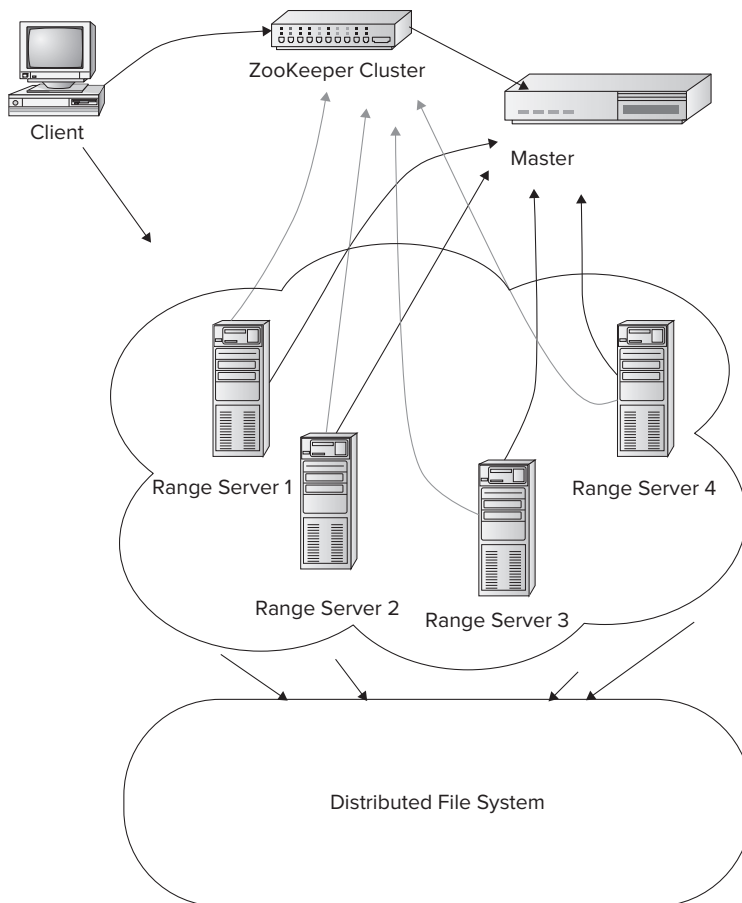 ZooKeeper Cluster
Client
Master
Range Server 1
Range Server 4
Range Server 2
Range Server 3
Distributed File System